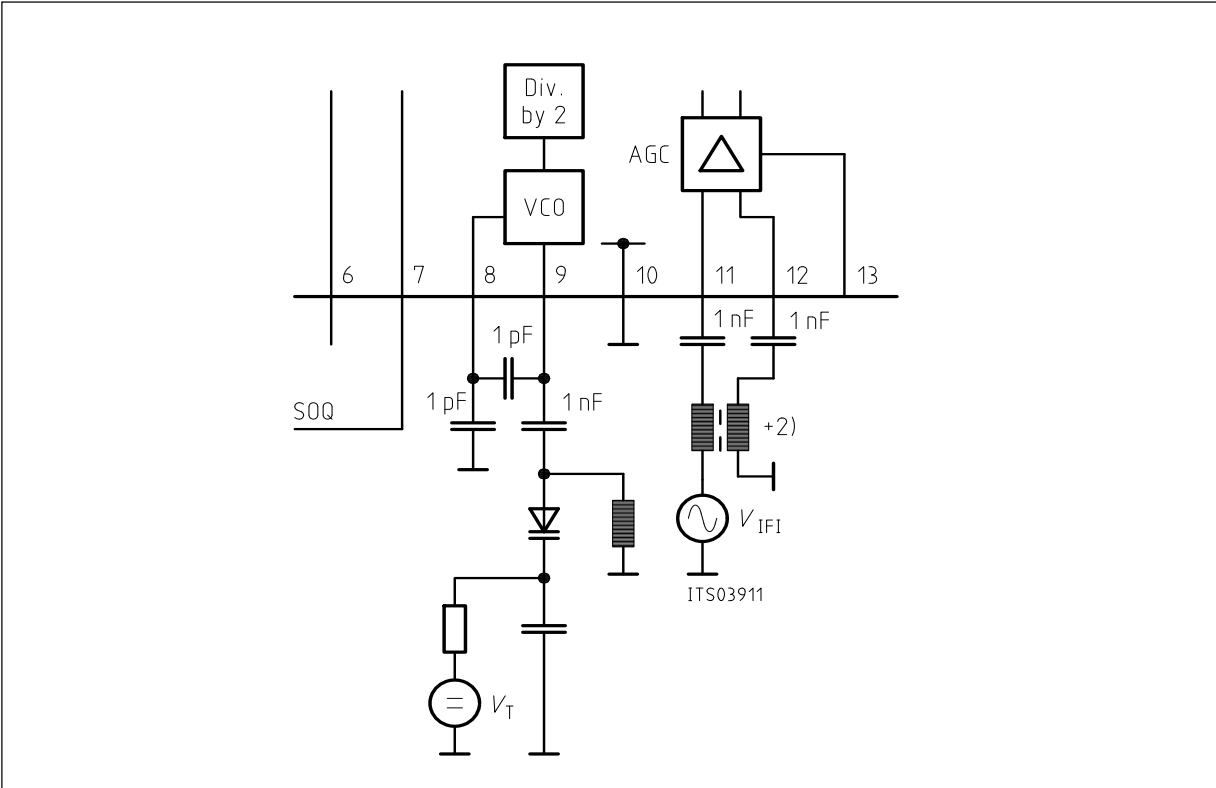 Div.
by 2
AGC
VCO
6 7 8 9 10 11 12 13
1 nF 1 nF
1 pF
1 pF 1 nF
SOQ
+2)
V IFI
ITS03911
V T